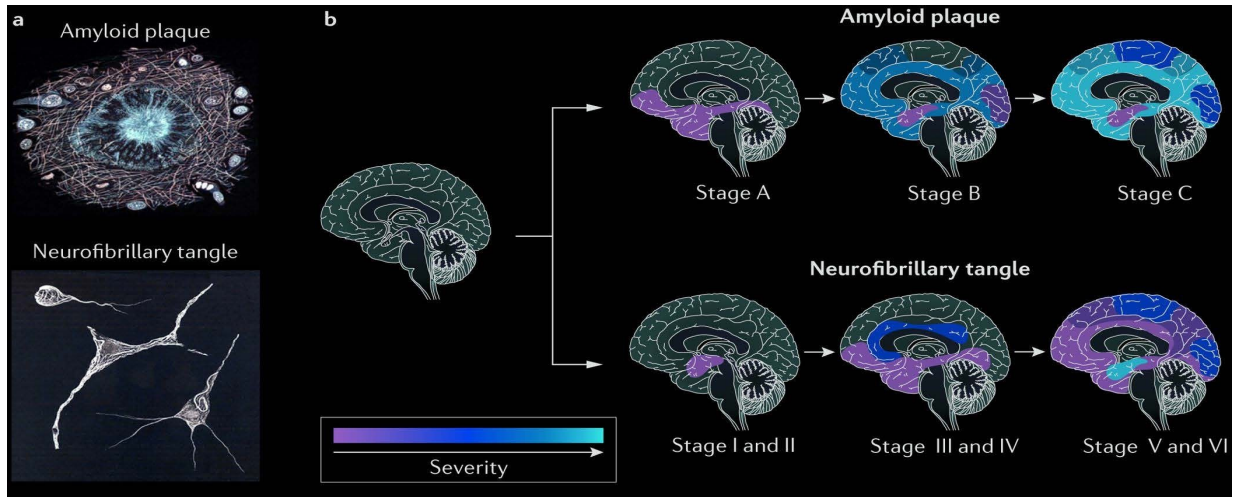 a
Amyloid plaque
Neurofibrillary tangle
b
Amyloid plaque
Stage A
Stage B
Stage C
Neurofibrillary tangle
Stage I and II
Stage III and IV
Stage V and VI
Severity